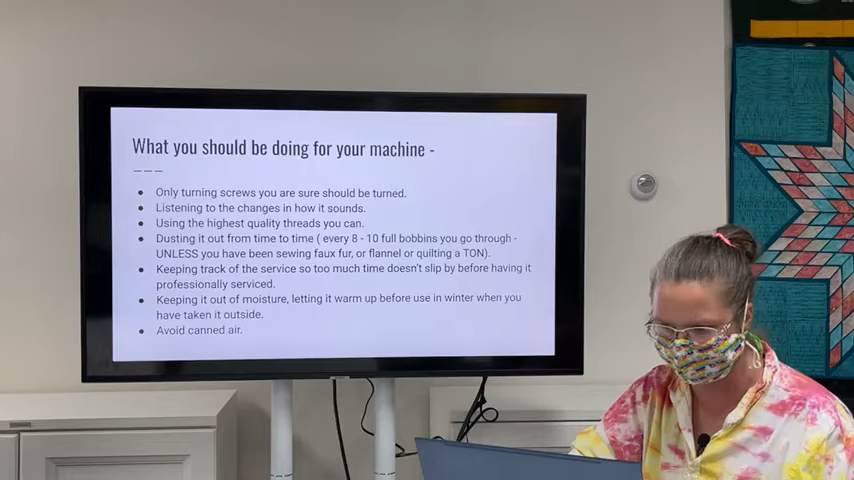 What you should be doing for your machine -
● Only turning screws you are sure should be turned.
● Listening to the changes in how it sounds.
● Using the highest quality threads you can.
● Dusting it out from time to time ( every 8 - 10 full bobbins you go through -
UNLESS you have been sewing faux fur, or flannel or quilting a TON).
● Keeping track of the service so too much time doesn't slip by before having it
professionally serviced.
● Keeping it out of moisture, letting it warm up before use in winter when you
have taken it outside.
● Avoid canned air.